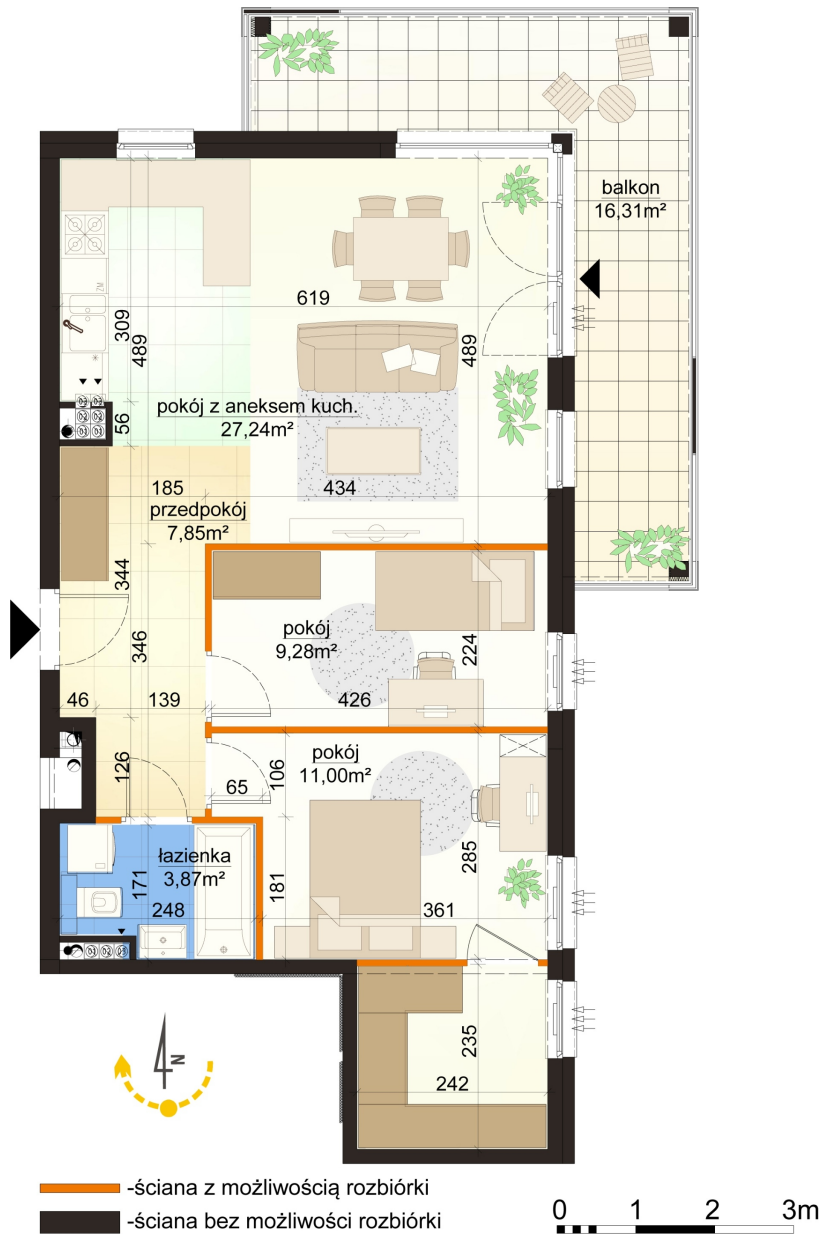 balkon
16,31m²
619
309
489
489
ZM
pokój z aneksem kuch.
27,24m²
56
185
434
przedpokój
7,85m²
344
346
pokój
9,28m²
224
46
139
426
pokój
11,00m²
126
65
106
łazienka
3,87m²
285
171
181
248
361
235
242
N
-ściana z możliwością rozbiórki
-ściana bez możliwości rozbiórki
0 1 2 3m